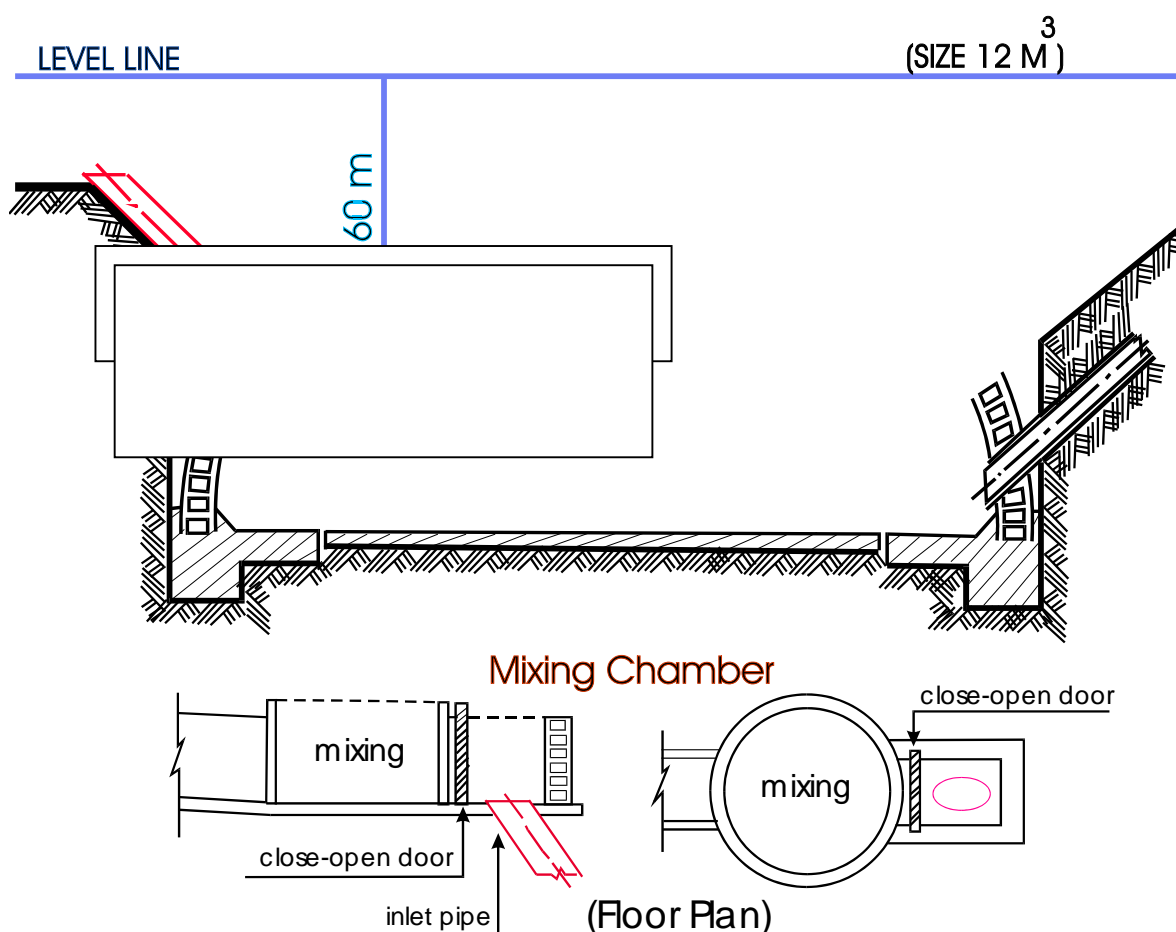 LEVEL LINE
(SIZE 12 M³)
60 m
Mixing Chamber
close-open door
mixing
mixing
close-open door
inlet pipe
(Floor Plan)